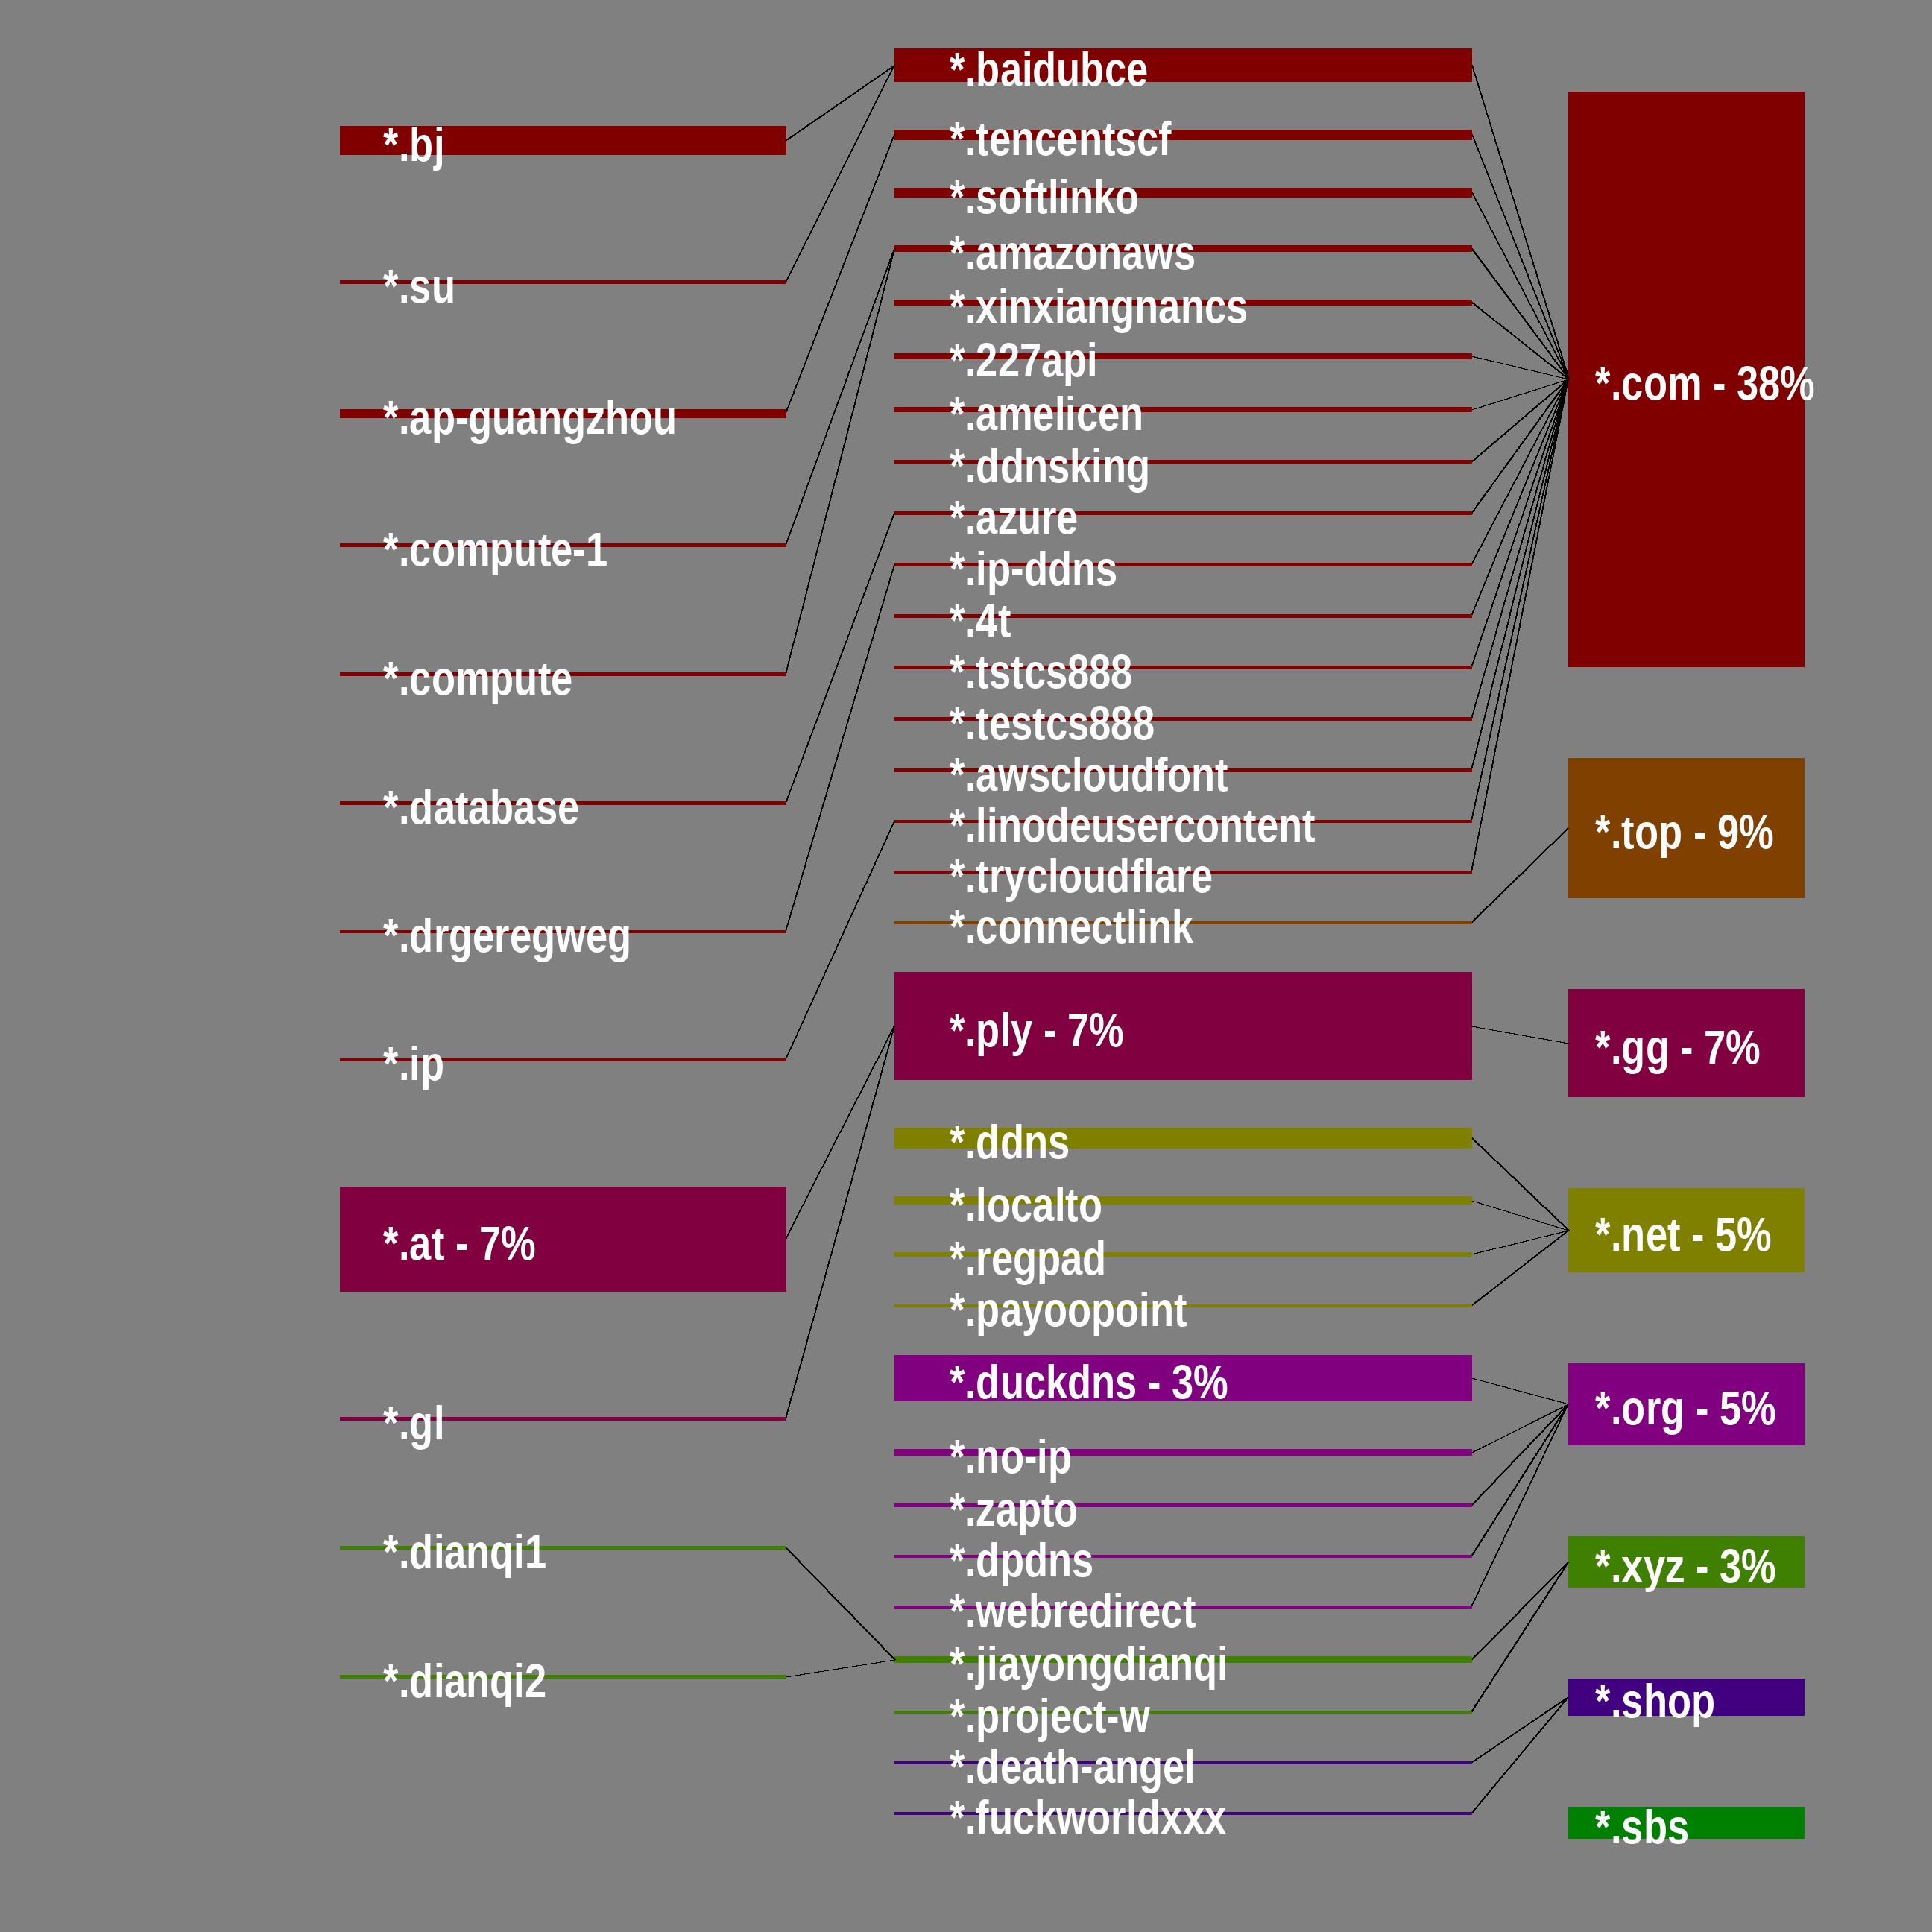 *.bj
*.su
*.ap-guangzhou
*.compute-1
*.compute
*.database
*.drgeregweg
*.ip
*.at - 7%
*.gl
*.dianqi1
*.dianqi2
*.baidubce
*.tencentscf
*.softlinko
*.amazonaws
*.xinxiangnancs
*.227api
*.amelicen
*.ddnsking
*.azure
*.ip-ddns
*.4t
*.tstcs888
*.testcs888
*.awscloudfont
*.linodeusercontent
*.trycloudflare
*.connectlink
*.ply - 7%
*.ddns
*.localto
*.regpad
*.payoopoint
*.duckdns - 3%
*.no-ip
*.zapto
*.dpdns
*.webredirect
*.jiayongdianqi
*.project-w
*.death-angel
*.fuckworldxxx
*.com - 38%
*.top - 9%
*.gg - 7%
*.net - 5%
*.org - 5%
*.xyz - 3%
*.shop
*.sbs